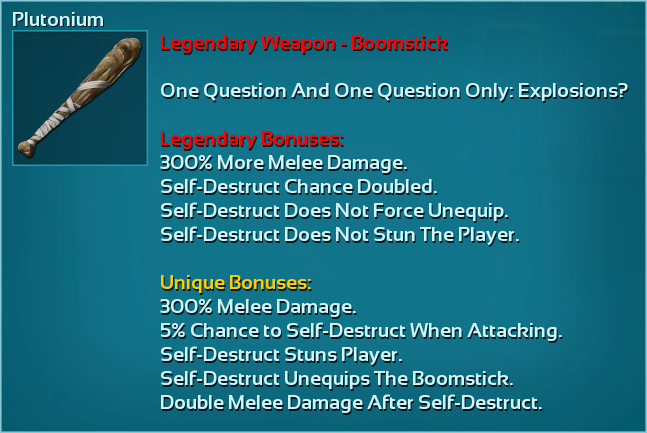 Plutonium
Legendary Weapon - Boomstick
One Question And One Question Only: Explosions?
Legendary Bonuses:
300% More Melee Damage.
Self-Destruct Chance Doubled.
Self-Destruct Does Not Force Unequip.
Self-Destruct Does Not Stun The Player.
Unique Bonuses:
300% Melee Damage.
5% Chance to Self-Destruct When Attacking.
Self-Destruct Stuns Player.
Self-Destruct Unequips The Boomstick.
Double Melee Damage After Self-Destruct.